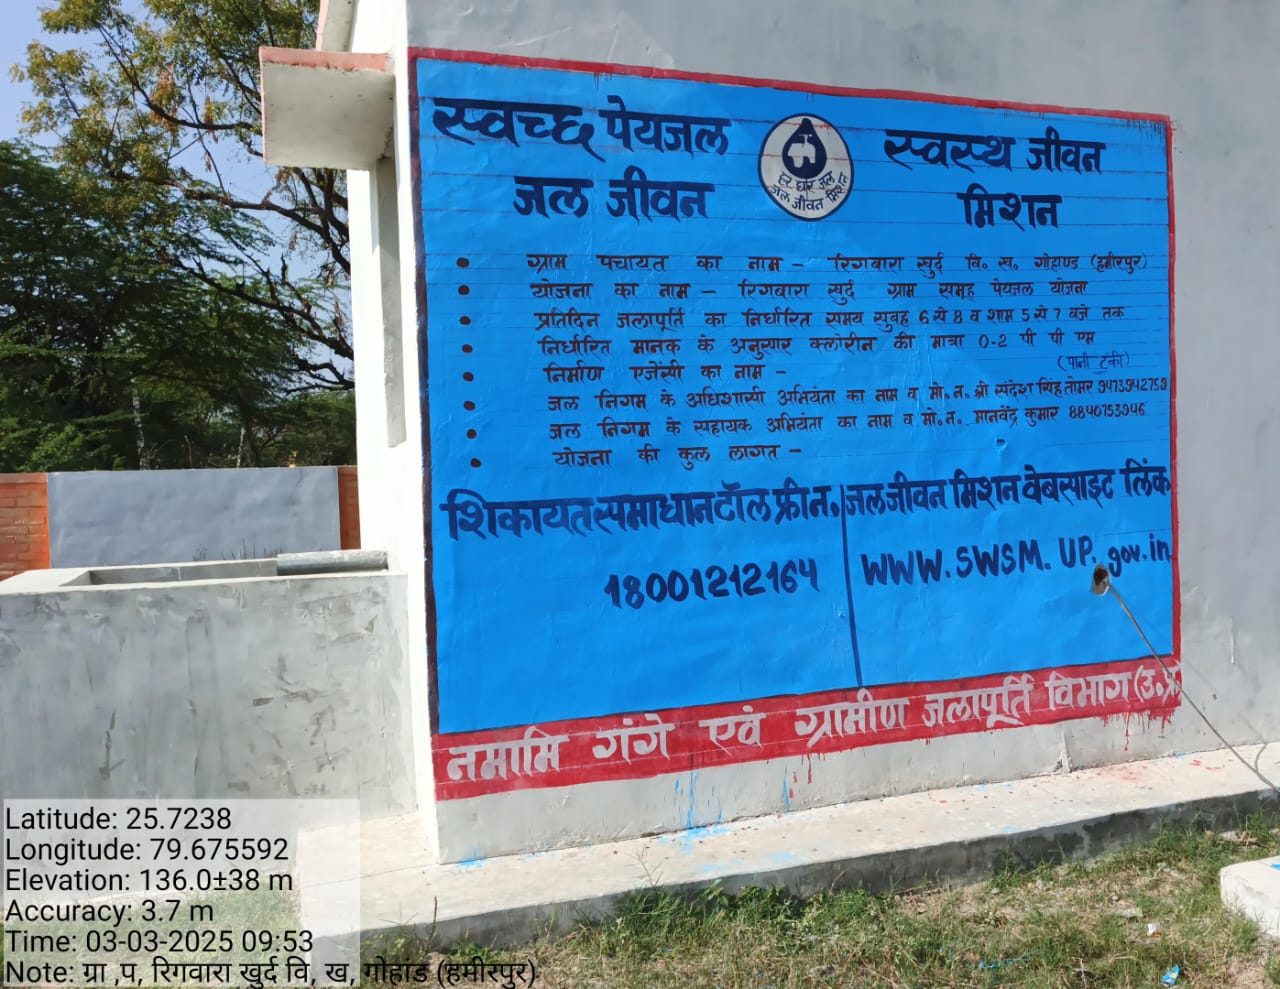 स्वच्छ पेयजल स्वस्थ जीवन
जल जीवन मिशन
हर घर जल
जल जीवन मिशन
• ग्राम पचायत का नाम - रिगबारा खुर्द वि॰ ख॰ गोहाण्ड (हमीरपुर)
• योजना का नाम - रिगबारा खुर्द ग्राम समूह पेयजल योजना
• प्रतिदिन जलापूर्ति का निर्धारित समय सुबह 6 से 8 व शाम 5 से 7 बजे तक
• निर्धारित मानक के अनुसार क्लोरीन की मात्रा 0-2 पी पी एम
• निर्माण एजेंसी का नाम - (पानी टंकी)
• जल निगम के अधिशासी अभियंता का नाम व मो॰ न॰ श्री संदेश सिंह तोमर 9473942759
• जल निगम के सहायक अभियंता का नाम व मो॰ न॰ मानवेंद्र कुमार 8840753946
• योजना की कुल लागत -
शिकायत समाधान टॉल फ्री न॰ जल जीवन मिशन वेबसाइट लिंक
18001212164 WWW.SWSM.UP.gov.in
नमामि गंगे एवं ग्रामीण जलापूर्ति विभाग (उ॰प्र
Latitude: 25.7238
Longitude: 79.675592
Elevation: 136.0±38 m
Accuracy: 3.7 m
Time: 03-03-2025 09:53
Note: ग्रा ,प, रिगवारा खुर्द वि, ख, गोहांड (हमीरपुर)